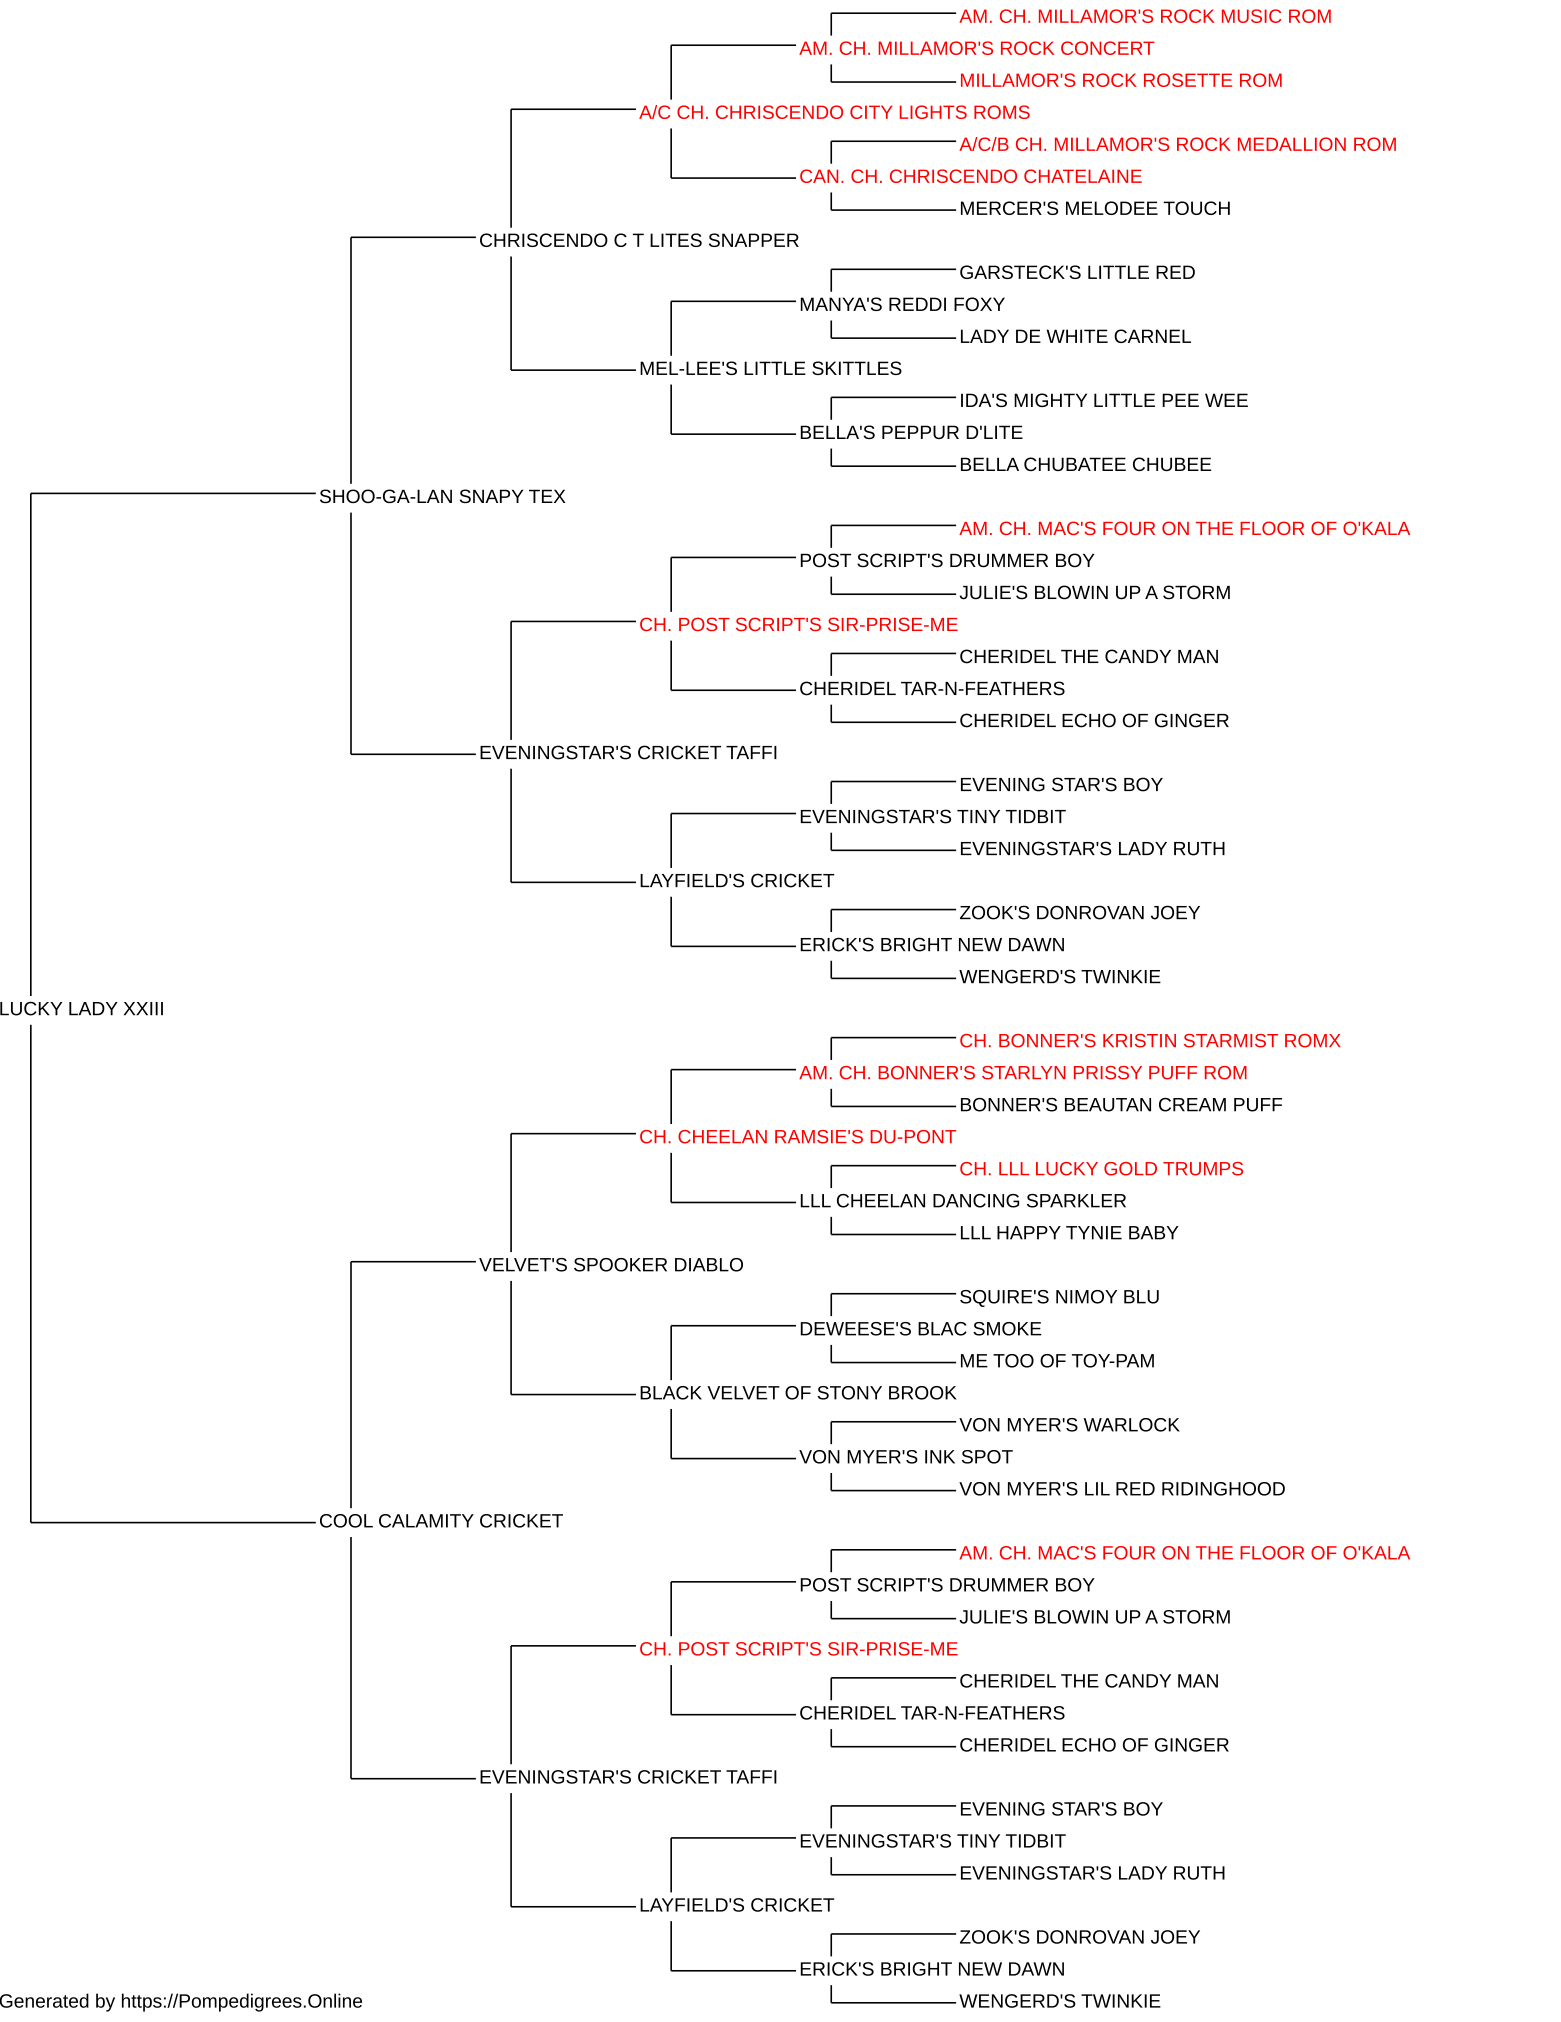 AM. CH. MILLAMOR'S ROCK MUSIC ROM
AM. CH. MILLAMOR'S ROCK CONCERT
MILLAMOR'S ROCK ROSETTE ROM
A/C CH. CHRISCENDO CITY LIGHTS ROMS
A/C/B CH. MILLAMOR'S ROCK MEDALLION ROM
CAN. CH. CHRISCENDO CHATELAINE
MERCER'S MELODEE TOUCH
CHRISCENDO C T LITES SNAPPER
GARSTECK'S LITTLE RED
MANYA'S REDDI FOXY
LADY DE WHITE CARNEL
MEL-LEE'S LITTLE SKITTLES
IDA'S MIGHTY LITTLE PEE WEE
BELLA'S PEPPUR D'LITE
BELLA CHUBATEE CHUBEE
SHOO-GA-LAN SNAPY TEX
AM. CH. MAC'S FOUR ON THE FLOOR OF O'KALA
POST SCRIPT'S DRUMMER BOY
JULIE'S BLOWIN UP A STORM
CH. POST SCRIPT'S SIR-PRISE-ME
CHERIDEL THE CANDY MAN
CHERIDEL TAR-N-FEATHERS
CHERIDEL ECHO OF GINGER
EVENINGSTAR'S CRICKET TAFFI
EVENING STAR'S BOY
EVENINGSTAR'S TINY TIDBIT
EVENINGSTAR'S LADY RUTH
LAYFIELD'S CRICKET
ZOOK'S DONROVAN JOEY
ERICK'S BRIGHT NEW DAWN
WENGERD'S TWINKIE
LUCKY LADY XXIII
CH. BONNER'S KRISTIN STARMIST ROMX
AM. CH. BONNER'S STARLYN PRISSY PUFF ROM
BONNER'S BEAUTAN CREAM PUFF
CH. CHEELAN RAMSIE'S DU-PONT
CH. LLL LUCKY GOLD TRUMPS
LLL CHEELAN DANCING SPARKLER
LLL HAPPY TYNIE BABY
VELVET'S SPOOKER DIABLO
SQUIRE'S NIMOY BLU
DEWEESE'S BLAC SMOKE
ME TOO OF TOY-PAM
BLACK VELVET OF STONY BROOK
VON MYER'S WARLOCK
VON MYER'S INK SPOT
VON MYER'S LIL RED RIDINGHOOD
COOL CALAMITY CRICKET
AM. CH. MAC'S FOUR ON THE FLOOR OF O'KALA
POST SCRIPT'S DRUMMER BOY
JULIE'S BLOWIN UP A STORM
CH. POST SCRIPT'S SIR-PRISE-ME
CHERIDEL THE CANDY MAN
CHERIDEL TAR-N-FEATHERS
CHERIDEL ECHO OF GINGER
EVENINGSTAR'S CRICKET TAFFI
EVENING STAR'S BOY
EVENINGSTAR'S TINY TIDBIT
EVENINGSTAR'S LADY RUTH
LAYFIELD'S CRICKET
ZOOK'S DONROVAN JOEY
ERICK'S BRIGHT NEW DAWN
WENGERD'S TWINKIE
Generated by https://Pompedigrees.Online